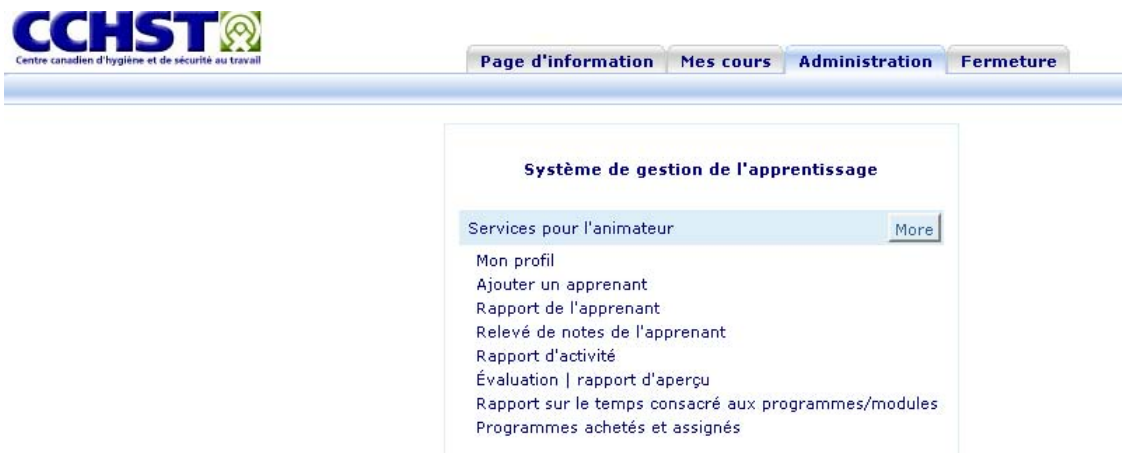 CCHST
Centre canadien d'hygiène et de sécurité au travail
Page d'information Mes cours Administration Fermeture
Système de gestion de l'apprentissage
Services pour l'animateur More
Mon profil
Ajouter un apprenant
Rapport de l'apprenant
Relevé de notes de l'apprenant
Rapport d'activité
Évaluation | rapport d'aperçu
Rapport sur le temps consacré aux programmes/modules
Programmes achetés et assignés